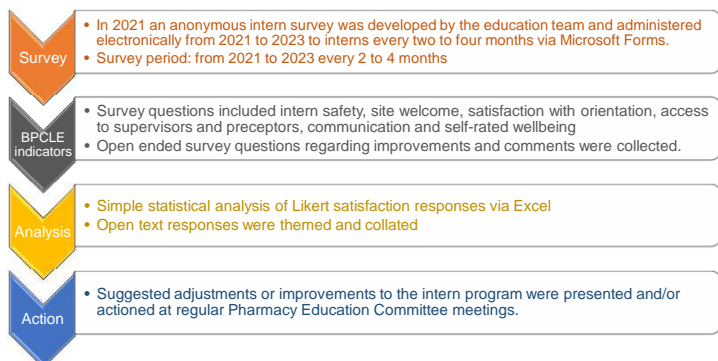 Survey
• In 2021 an anonymous intern survey was developed by the education team and administered
electronically from 2021 to 2023 to interns every two to four months via Microsoft Forms.
• Survey period: from 2021 to 2023 every 2 to 4 months
BPCLE
indicators
• Survey questions included intern safety, site welcome, satisfaction with orientation, access
to supervisors and preceptors, communication and self-rated wellbeing
• Open ended survey questions regarding improvements and comments were collected.
Analysis
• Simple statistical analysis of Likert satisfaction responses via Excel
• Open text responses were themed and collated
Action
• Suggested adjustments or improvements to the intern program were presented and/or
actioned at regular Pharmacy Education Committee meetings.